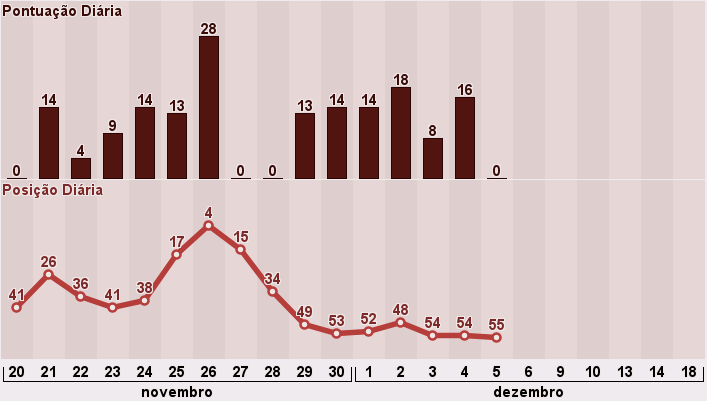 Pontuação Diária
0 14 4 9 14 13 28 0 0 13 14 14 18 8 16 0
Posição Diária
41 26 36 41 38 17 4 15 34 49 53 52 48 54 54 55
20 21 22 23 24 25 26 27 28 29 30 1 2 3 4 5 6 9 10 13 14 18
novembro dezembro